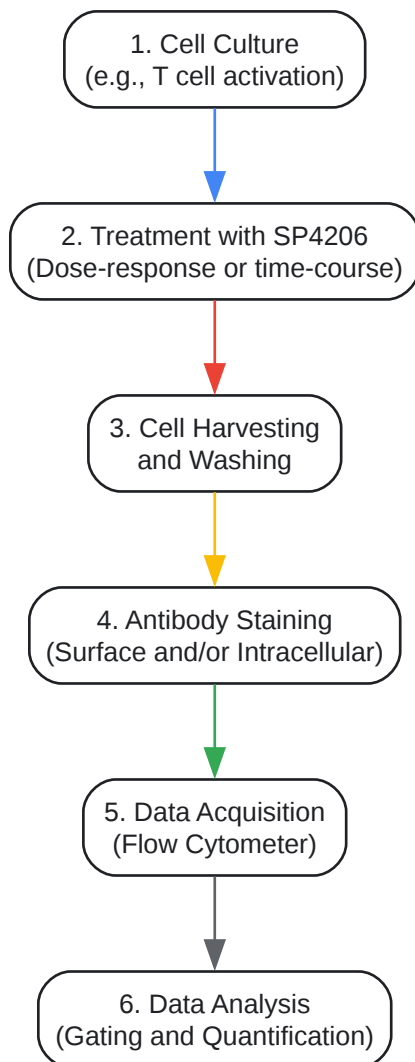 1. Cell Culture
(e.g., T cell activation)
2. Treatment with SP4206
(Dose-response or time-course)
3. Cell Harvesting
and Washing
4. Antibody Staining
(Surface and/or Intracellular)
5. Data Acquisition
(Flow Cytometer)
6. Data Analysis
(Gating and Quantification)